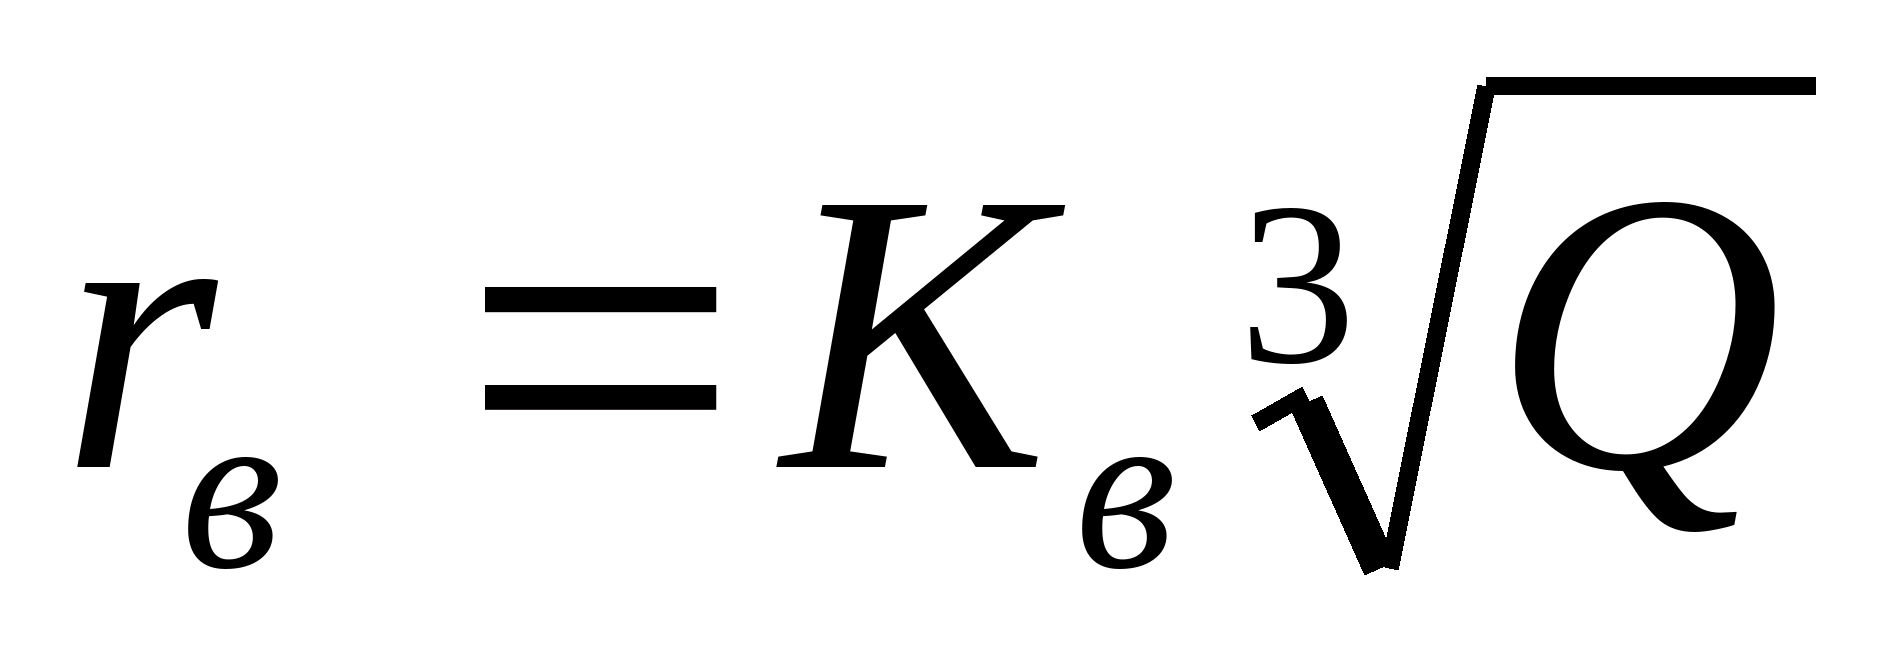 r_в = K_в ∛Q